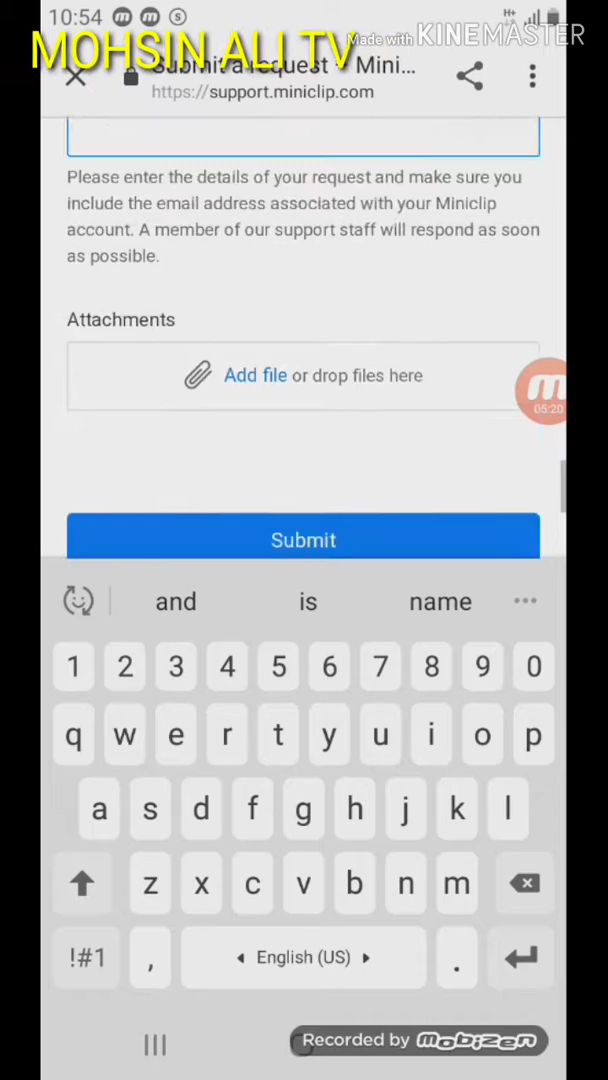 10:54
MOHSIN ALI TV
Made with KINEMASTER
Submit a request – Mini...
https://support.miniclip.com
Please enter the details of your request and make sure you
include the email address associated with your Miniclip
account. A member of our support staff will respond as soon
as possible.
Attachments
Add file or drop files here
05:20
Submit
and is name
1 2 3 4 5 6 7 8 9 0
q w e r t y u i o p
a s d f g h j k l
z x c v b n m
!#1 , English (US) .
Recorded by mobizen